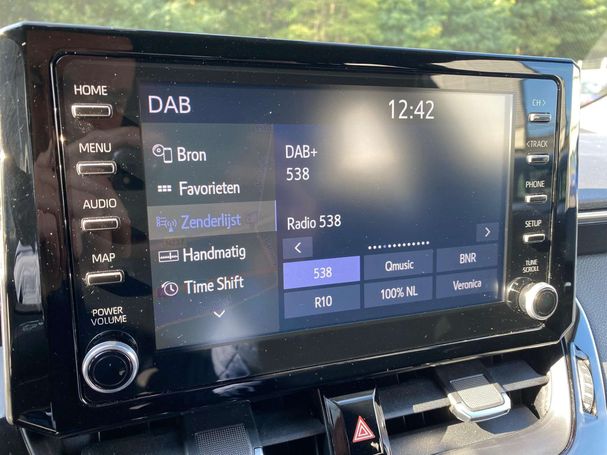 HOME
MENU
AUDIO
MAP
POWER
VOLUME
DAB
12:42
Bron
Favorieten
Zenderlijst
Handmatig
Time Shift
DAB+
538
Radio 538
538
Qmusic
BNR
R10
100% NL
Veronica
CH >
<TRACK
PHONE
SETUP
TUNE
SCROLL